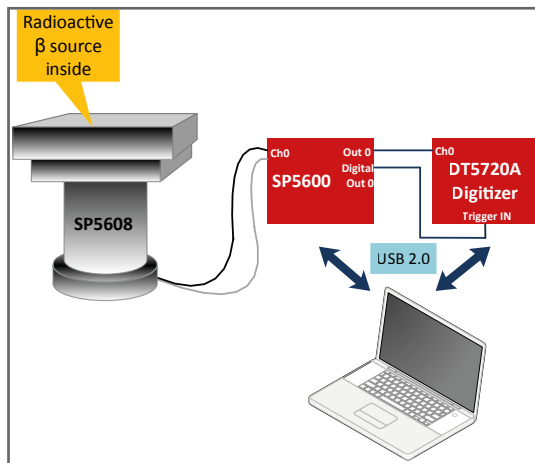 Radioactive
β source
inside
SP5608
Ch0
SP5600
Out 0
Digital
Out 0
Ch0
DT5720A
Digitizer
Trigger IN
USB 2.0